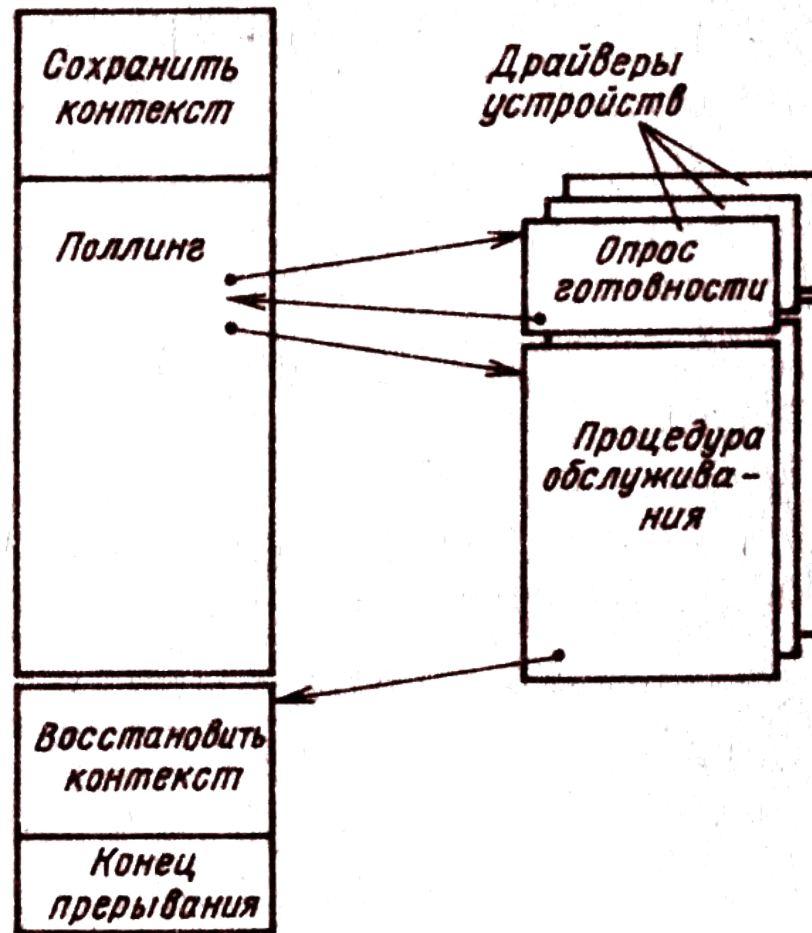 Сохранить
контекст
Поллинг
Восстановить
контекст
Конец
прерывания
Драйверы
устройств
Опрос
готовности
Процедура
обслужива-
ния